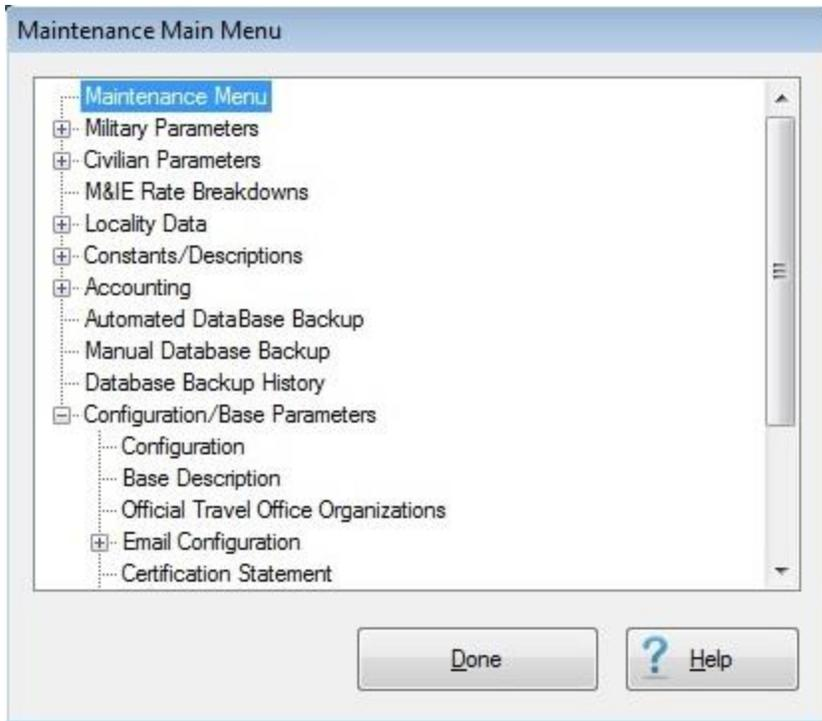 Maintenance Main Menu
Maintenance Menu
Military Parameters
Civilian Parameters
M&IE Rate Breakdowns
Locality Data
Constants/Descriptions
Accounting
Automated DataBase Backup
Manual Database Backup
Database Backup History
Configuration/Base Parameters
Configuration
Base Description
Official Travel Office Organizations
Email Configuration
Certification Statement
Done
? Help